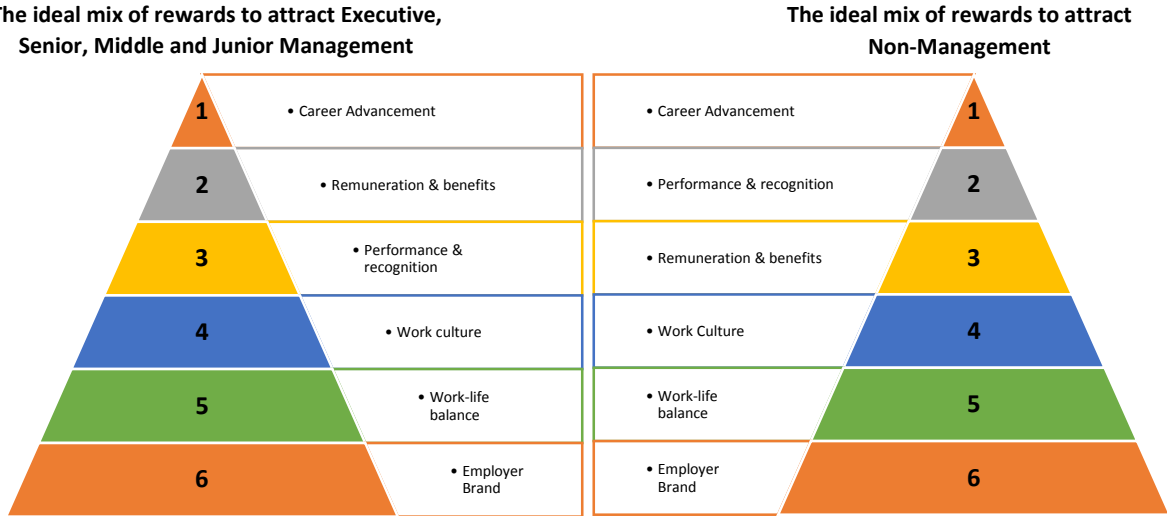 he ideal mix of rewards to attract Executive,
Senior, Middle and Junior Management
1
• Career Advancement
2
• Remuneration & benefits
3
• Performance &
recognition
4
• Work culture
5
• Work-life
balance
6
• Employer
Brand
The ideal mix of rewards to attract
Non-Management
• Career Advancement
1
• Performance & recognition
2
• Remuneration & benefits
3
• Work Culture
4
• Work-life
balance
5
• Employer
Brand
6